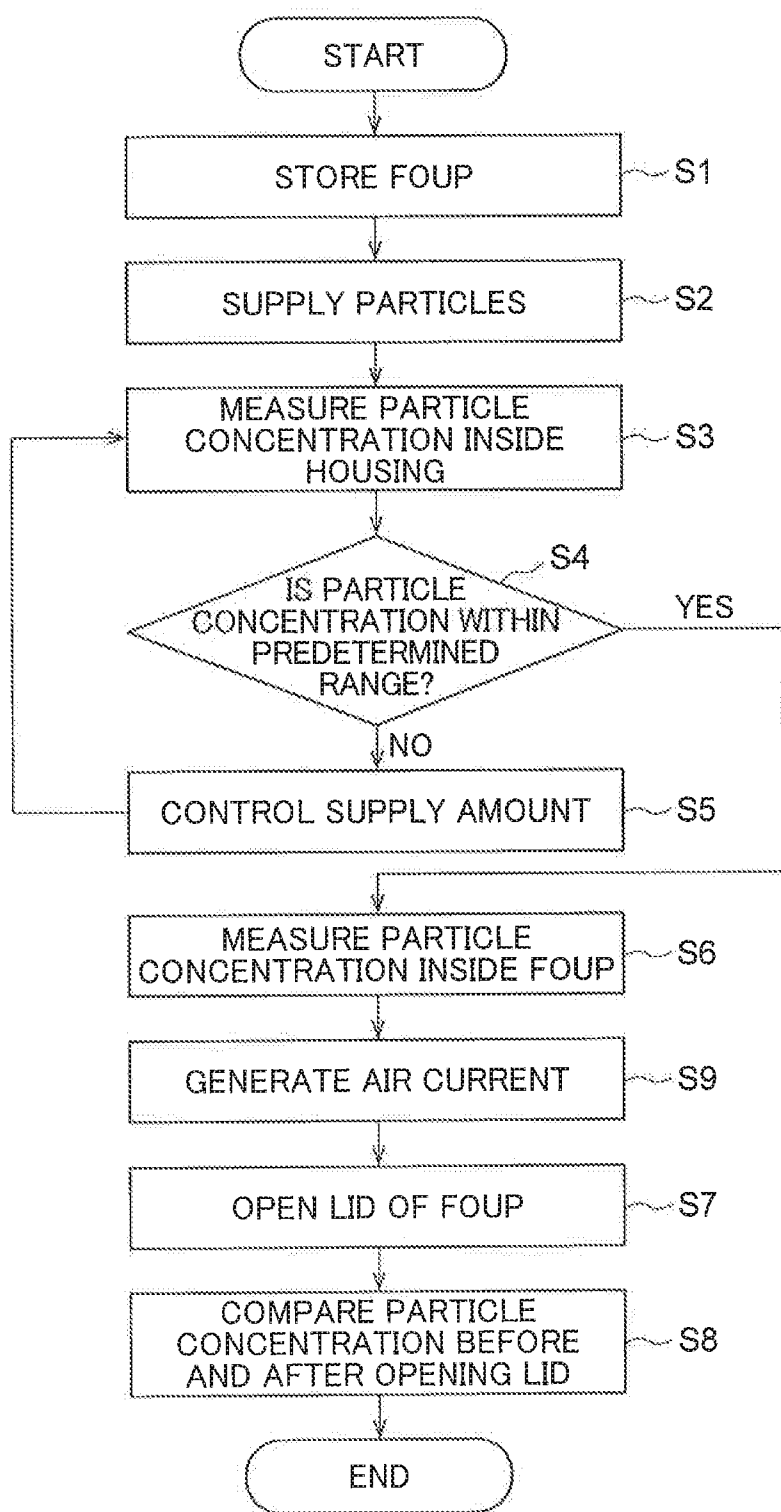 START
STORE FOUP
S1
SUPPLY PARTICLES
S2
MEASURE PARTICLE
CONCENTRATION INSIDE
HOUSING
S3
S4
IS PARTICLE
CONCENTRATION WITHIN
PREDETERMINED
RANGE?
YES
NO
CONTROL SUPPLY AMOUNT
S5
MEASURE PARTICLE
CONCENTRATION INSIDE FOUP
S6
GENERATE AIR CURRENT
S9
OPEN LID OF FOUP
S7
COMPARE PARTICLE
CONCENTRATION BEFORE
AND AFTER OPENING LID
S8
END